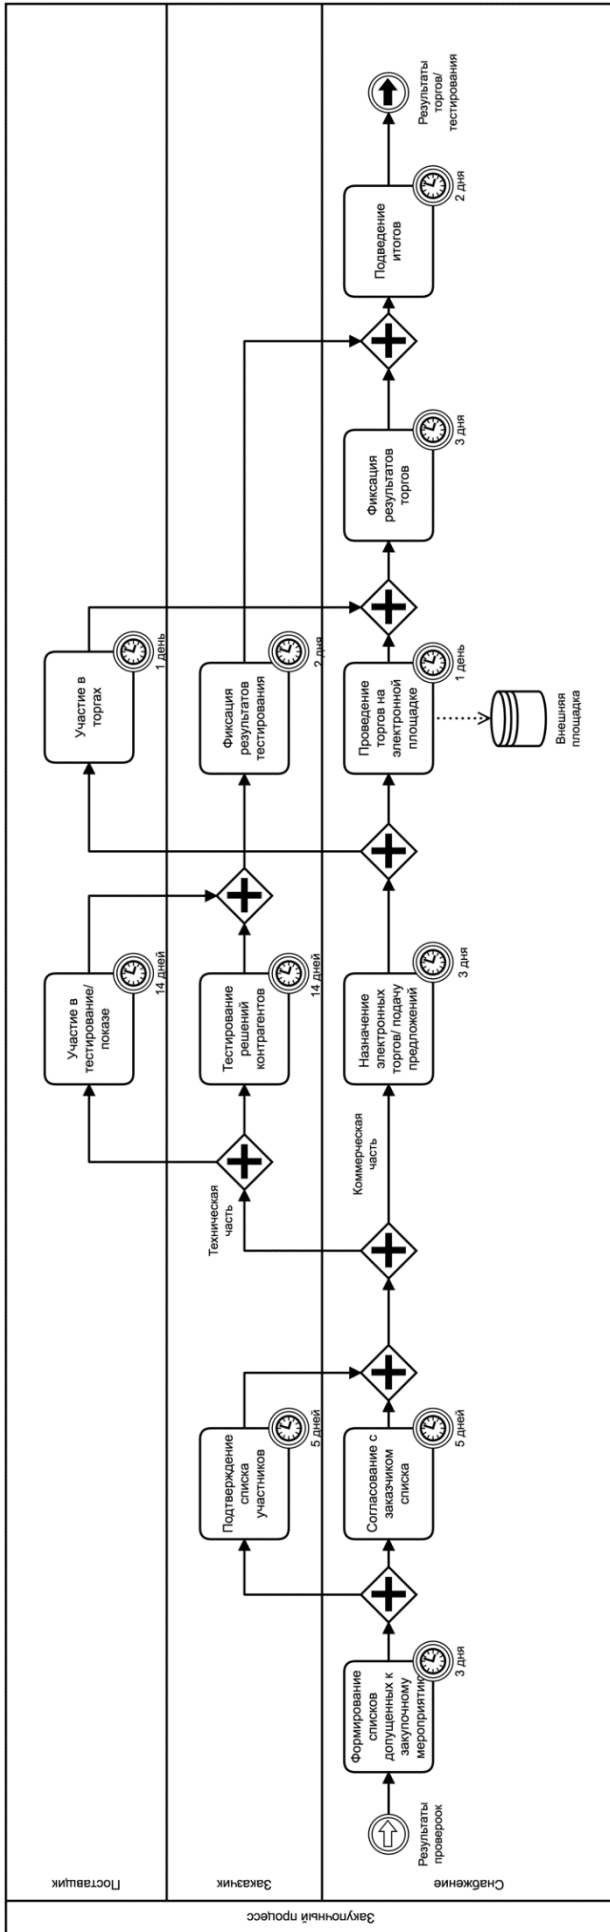 Закупочный процесс
Поставщик
Заказчик
Снабжение
Участие в
тестирование/
показе
14 дней
Участие в
торгах
1 день
Подтверждение
списка
участников
5 дней
Техническая
часть
Тестирование
решений
контрагентов
14 дней
Фиксация
результатов
тестирования
2 дня
Результаты
провероок
Формирование
списков
допущенных к
закупочному
мероприятию
3 дня
Согласование с
заказчиком
списка
5 дней
Коммерческая
часть
Назначение
электронных
торгов/ подачу
предложений
3 дня
Проведение
торгов на
электронной
площадке
1 день
Внешняя
площадка
Фиксация
результатов
торгов
3 дня
Подведение
итогов
2 дня
Результаты
торгов/
тестирования